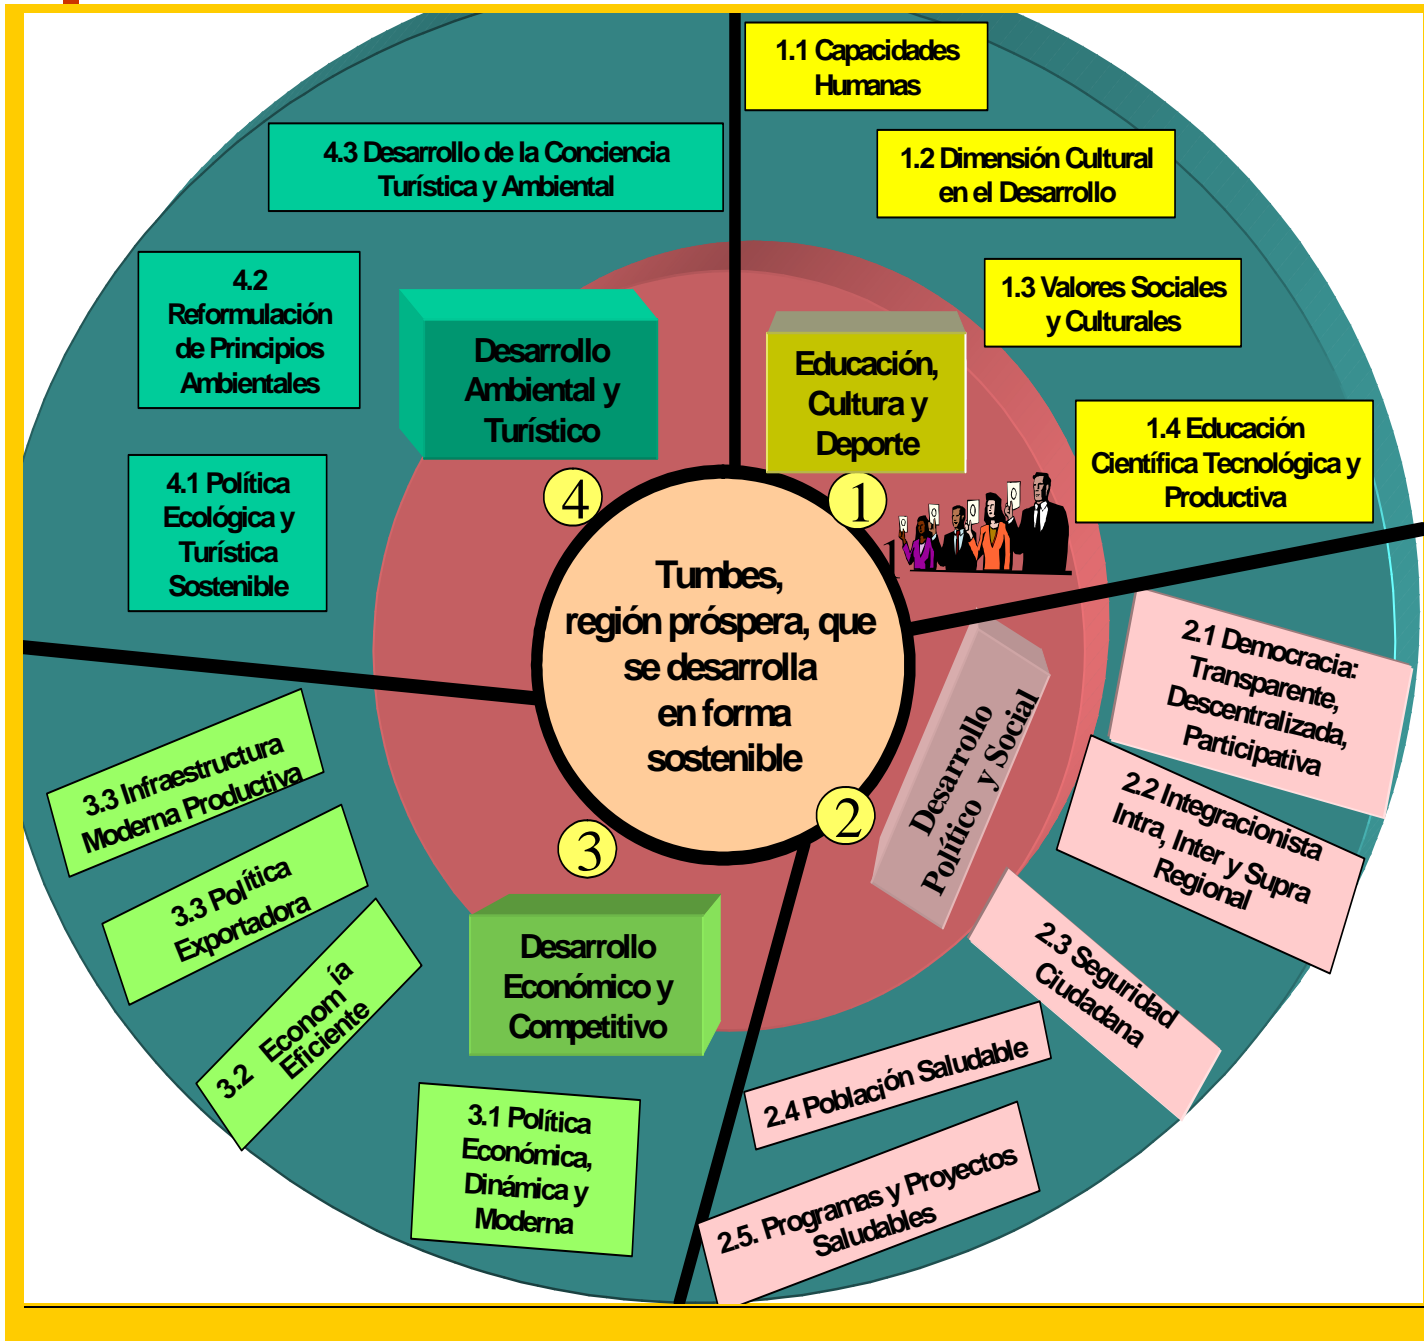 1.1 Capacidades
Humanas
1.2 Dimensión Cultural
en el Desarrollo
1.3 Valores Sociales
y Culturales
1.4 Educación
Científica Tecnológica y
Productiva
4.3 Desarrollo de la Conciencia
Turística y Ambiental
4.2
Reformulación
de Principios
Ambientales
4.1 Política
Ecológica y
Turística
Sostenible
Desarrollo
Ambiental y
Turístico
4
Educación,
Cultura y
Deporte
1
1
Tumbes,
región próspera, que
se desarrolla
en forma
sostenible
Desarrollo
Político y Social
2
2.1 Democracia:
Transparente,
Descentralizada,
Participativa
2.2 Integracionista
Intra, Inter y Supra
Regional
2.3 Seguridad
Ciudadana
2.4 Población Saludable
2.5. Programas y Proyectos
Saludables
3
Desarrollo
Económico y
Competitivo
3.3 Infraestructura
Moderna Productiva
3.3 Política
Exportadora
3.2 Economía
Eficiente
3.1 Política
Económica,
Dinámica y
Moderna